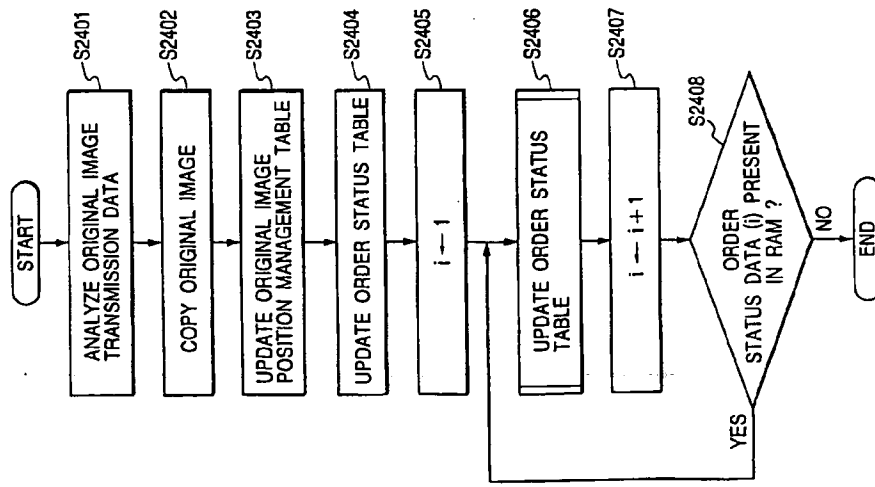 START
ANALYZE ORIGINAL IMAGE
TRANSMISSION DATA
S2401
COPY ORIGINAL IMAGE
S2402
UPDATE ORIGINAL IMAGE
POSITION MANAGEMENT TABLE
S2403
UPDATE ORDER STATUS TABLE
S2404
i ← 1
S2405
UPDATE ORDER STATUS
TABLE
S2406
i ← i+1
S2407
ORDER
STATUS DATA (i) PRESENT
IN RAM ?
S2408
YES
NO
END